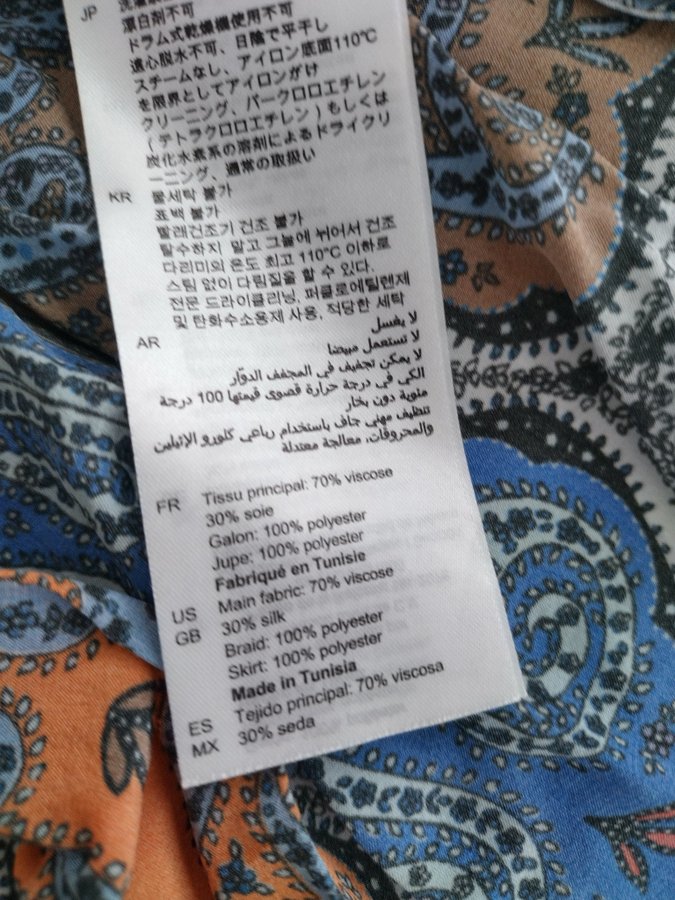 JP
漂白剤不可
ドラム式乾燥機使用不可
遠心脱水不可、日陰で平干し
スチームなし、アイロン底面110℃
を限界としてアイロンがけ
クリーニング、パークロロエチレン
(テトラクロロエチレン)もしくは
炭化水素系の溶剤によるドライクリ
ーニング、通常の取扱い
KR 물세탁 불가
표백 불가
빨래건조기 건조 불가
탈수하지 말고 그늘에 뉘어서 건조
다리미의 온도 최고 110℃ 이하로
스팀 없이 다림질을 할 수 있다.
전문 드라이클리닝, 퍼클로에틸렌제
및 탄화수소용제 사용, 적당한 세탁
AR لا يغسل
لا تستعمل مبيضا
لا يمكن تجفيف في المجفف الدوّار
الكي في درجة حرارة قصوى قيمتها 100 درجة
مئوية دون بخار
تنظيف مهني جاف باستخدام رباعي كلورو الإتيلين
والمحروقات، معالجة معتدلة
FR Tissu principal: 70% viscose
30% soie
Galon: 100% polyester
Jupe: 100% polyester
Fabriqué en Tunisie
US Main fabric: 70% viscose
GB 30% silk
Braid: 100% polyester
Skirt: 100% polyester
Made in Tunisia
ES Tejido principal: 70% viscosa
MX 30% seda